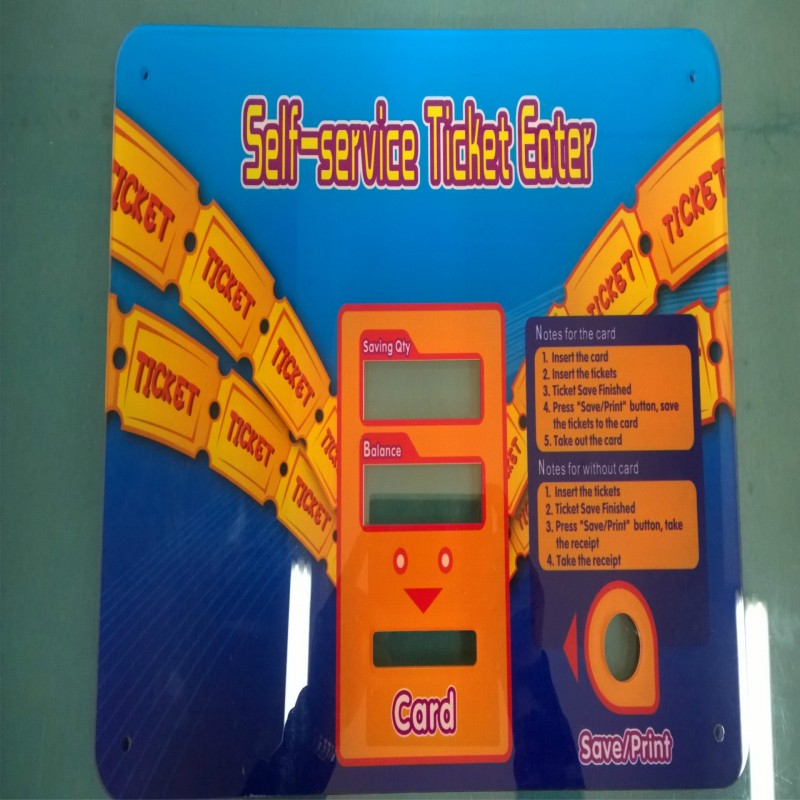 Self-service Ticket Eater
TICKET
TICKET
TICKET
TICKET
TICKET
TICKET
TICKET
TICKET
TICKET
Saving Qty
Balance
Card
Notes for the card
1. Insert the card
2. Insert the tickets
3. Ticket Save Finished
4. Press "Save/Print" button, save
the tickets to the card
5. Take out the card
Notes for without card
1. Insert the tickets
2. Ticket Save Finished
3. Press "Save/Print" button, take
the receipt
4. Take the receipt
Save/Print